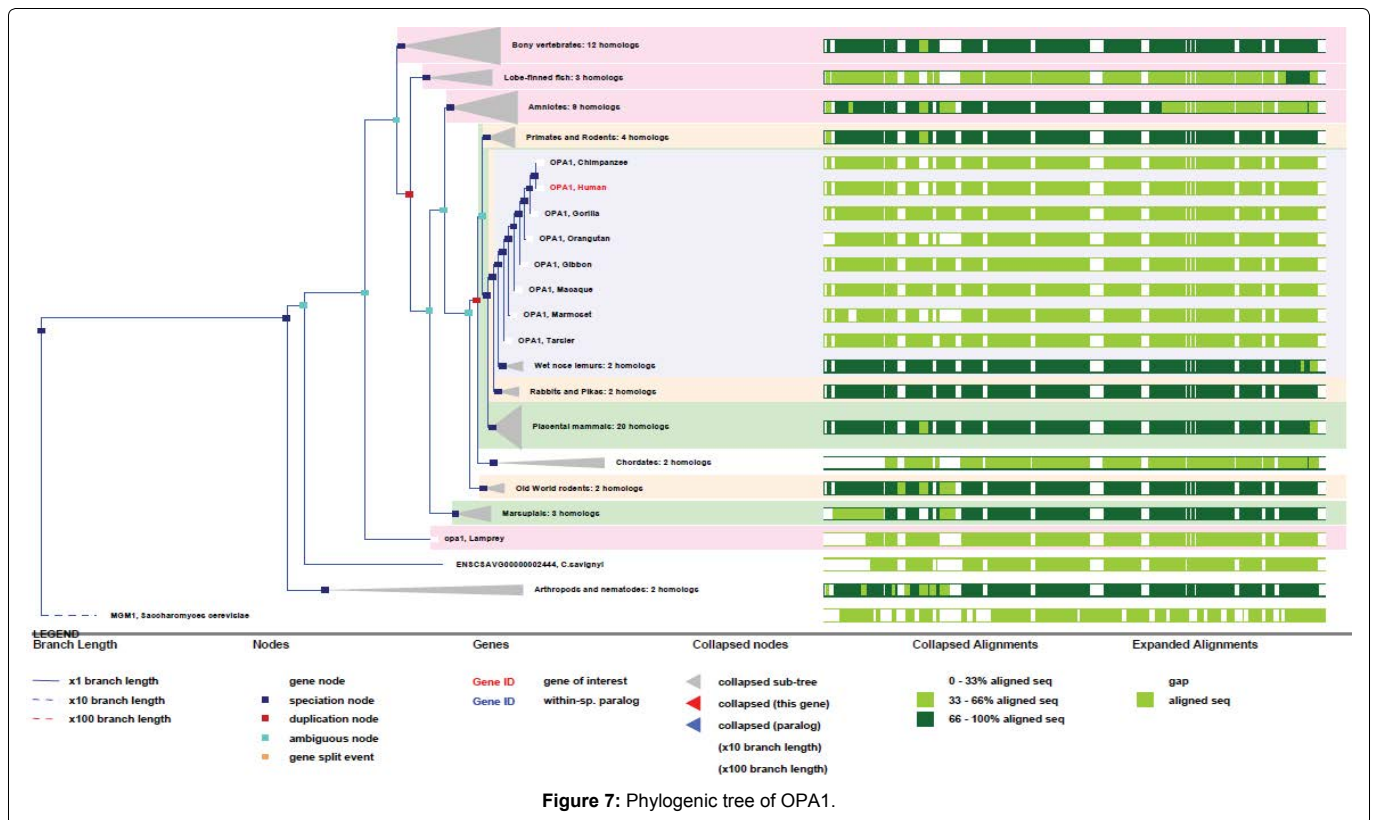 Bony vertebrates: 12 homologs
Lobe-finned fish: 3 homologs
Amniotes: 9 homologs
Primates and Rodents: 4 homologs
OPA1, Chimpanzee
OPA1, Human
OPA1, Gorilla
OPA1, Orangutan
OPA1, Gibbon
OPA1, Macaque
OPA1, Marmoset
OPA1, Tarsier
Wet nose lemurs: 2 homologs
Rabbits and Pikas: 2 homologs
Placental mammals: 20 homologs
Chordates: 2 homologs
Old World rodents: 2 homologs
Marsupials: 3 homologs
opa1, Lamprey
ENSCSAVG00000002444, C.savignyi
Arthropods and nematodes: 2 homologs
MGM1, Saccharomyces cerevisiae
LEGEND
Branch Length
x1 branch length
x10 branch length
x100 branch length
Nodes
gene node
speciation node
duplication node
ambiguous node
gene split event
Genes
Gene ID gene of interest
Gene ID within-sp. paralog
Collapsed nodes
collapsed sub-tree
collapsed (this gene)
collapsed (paralog)
(x10 branch length)
(x100 branch length)
Collapsed Alignments
0 - 33% aligned seq
33 - 66% aligned seq
66 - 100% aligned seq
Expanded Alignments
gap
aligned seq
Figure 7: Phylogenic tree of OPA1.